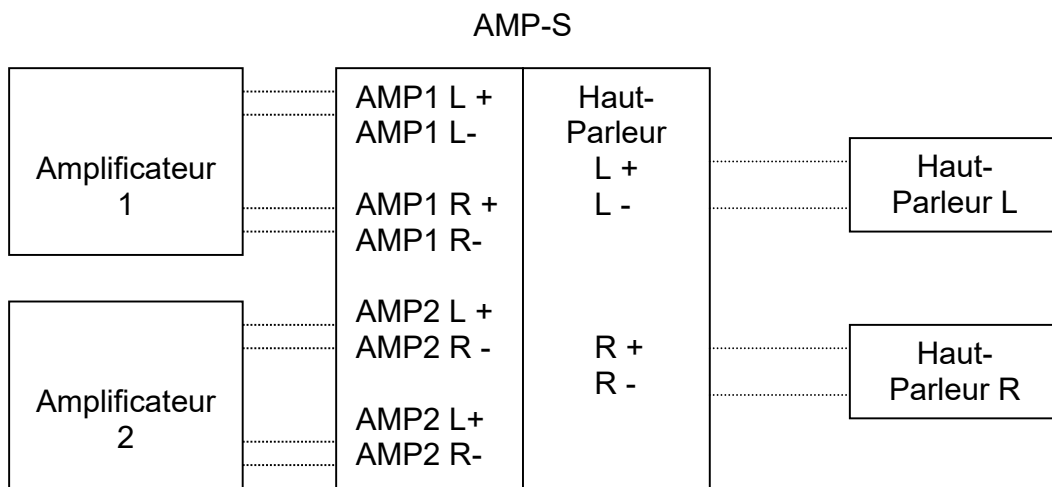 AMP-S
Amplificateur
1
Amplificateur
2
AMP1 L +
AMP1 L-
AMP1 R +
AMP1 R-
AMP2 L +
AMP2 R -
AMP2 L+
AMP2 R-
Haut-
Parleur
L +
L -
R +
R -
Haut-
Parleur L
Haut-
Parleur R